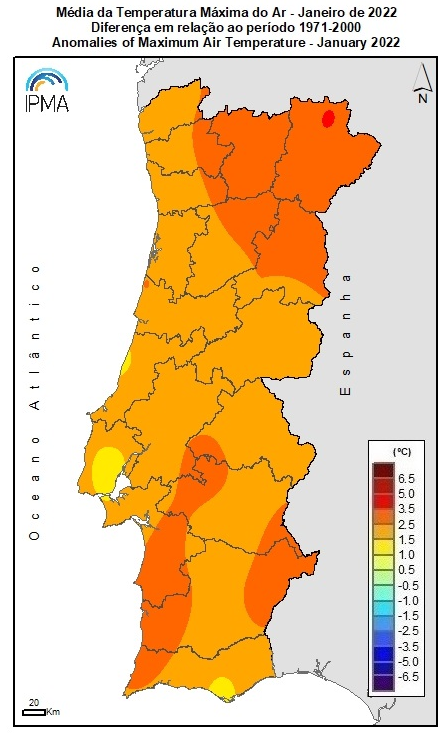 Média da Temperatura Máxima do Ar - Janeiro de 2022
Diferença em relação ao período 1971-2000
Anomalies of Maximum Air Temperature - January 2022
IPMA
N
Oceano Atlântico
Espanha
(ºC)
6.5
5.0
3.5
2.5
1.5
1.0
0.5
-0.5
-1.0
-1.5
-2.5
-3.5
-5.0
-6.5
20
Km